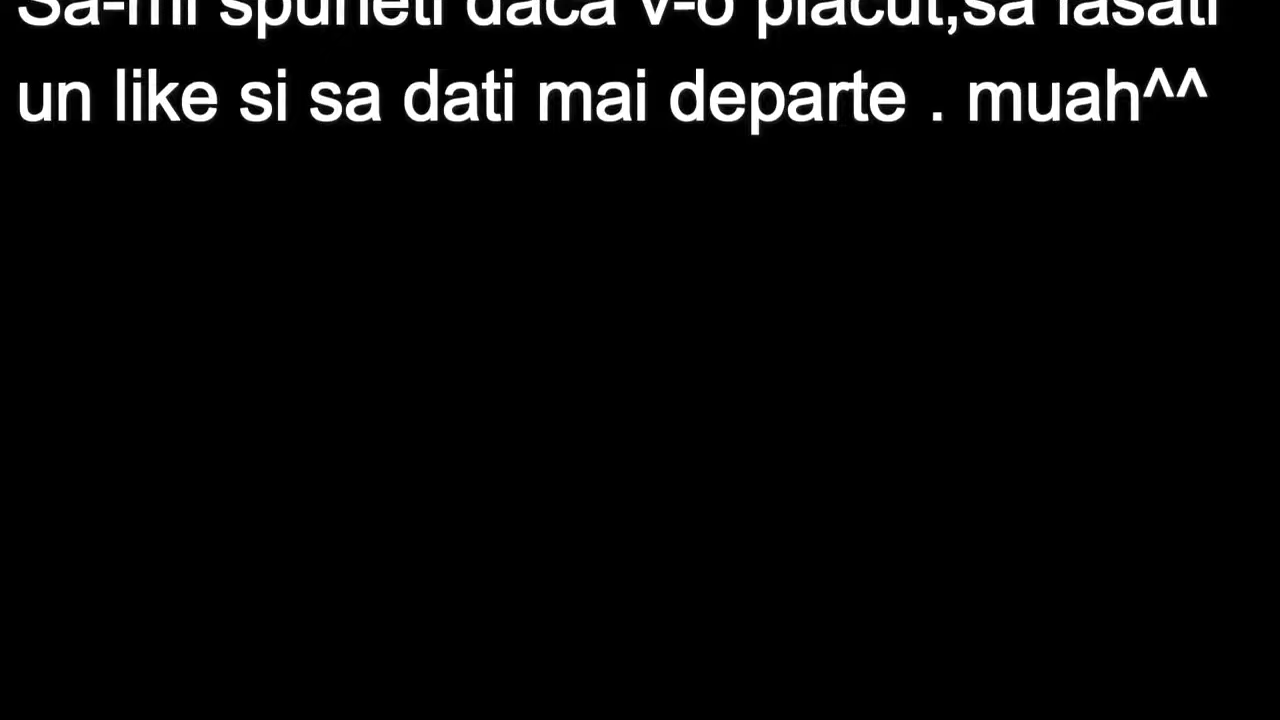 Sa-mi spuneti daca v-o placut,sa lasati
un like si sa dati mai departe . muah^^